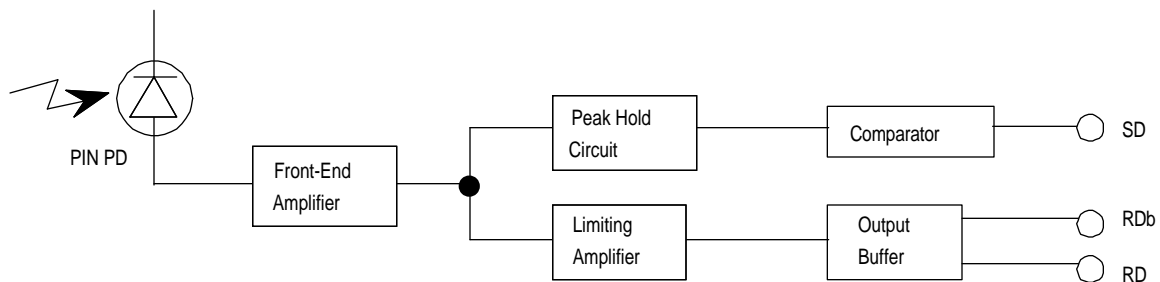 PIN PD
Front-End
Amplifier
Peak Hold
Circuit
Comparator
SD
Limiting
Amplifier
Output
Buffer
RDb
RD